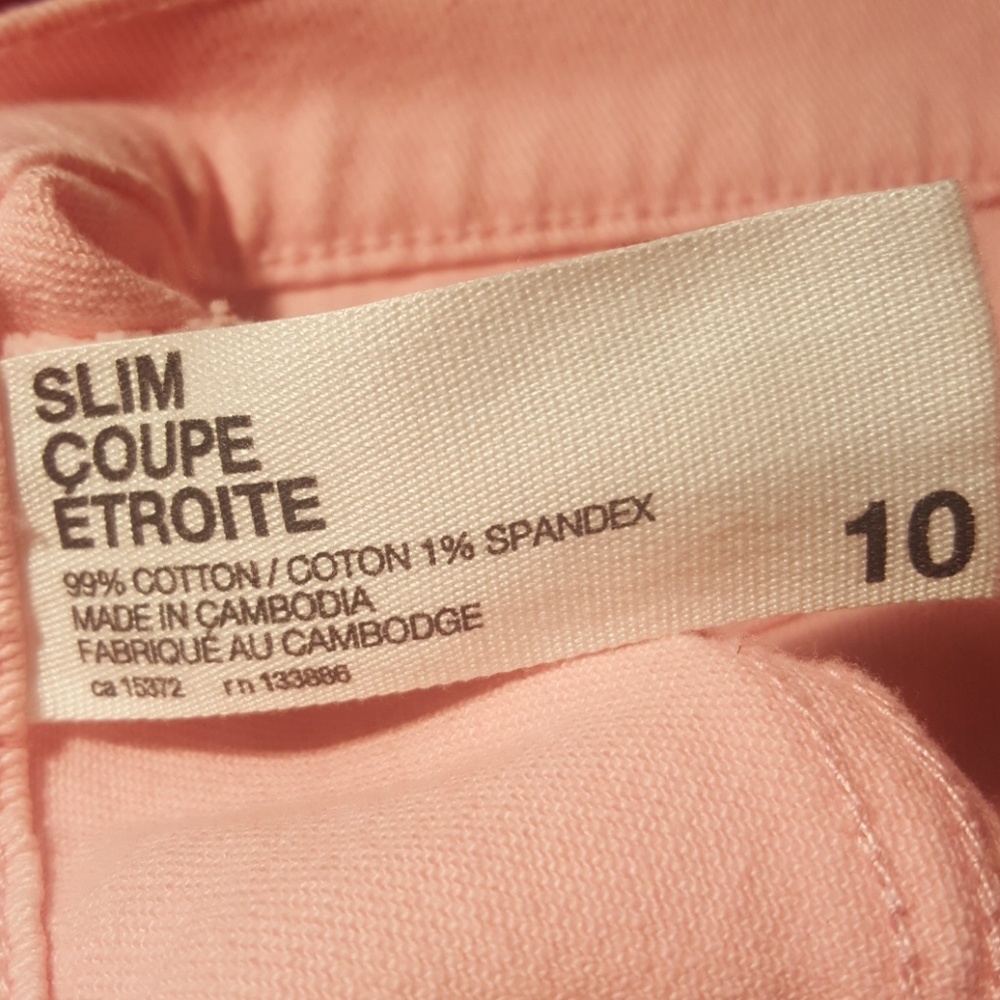 SLIM
COUPE
ÉTROITE
99% COTTON / COTON 1% SPANDEX
MADE IN CAMBODIA
FABRIQUÉ AU CAMBODGE
ca 15372 rn 133886
10